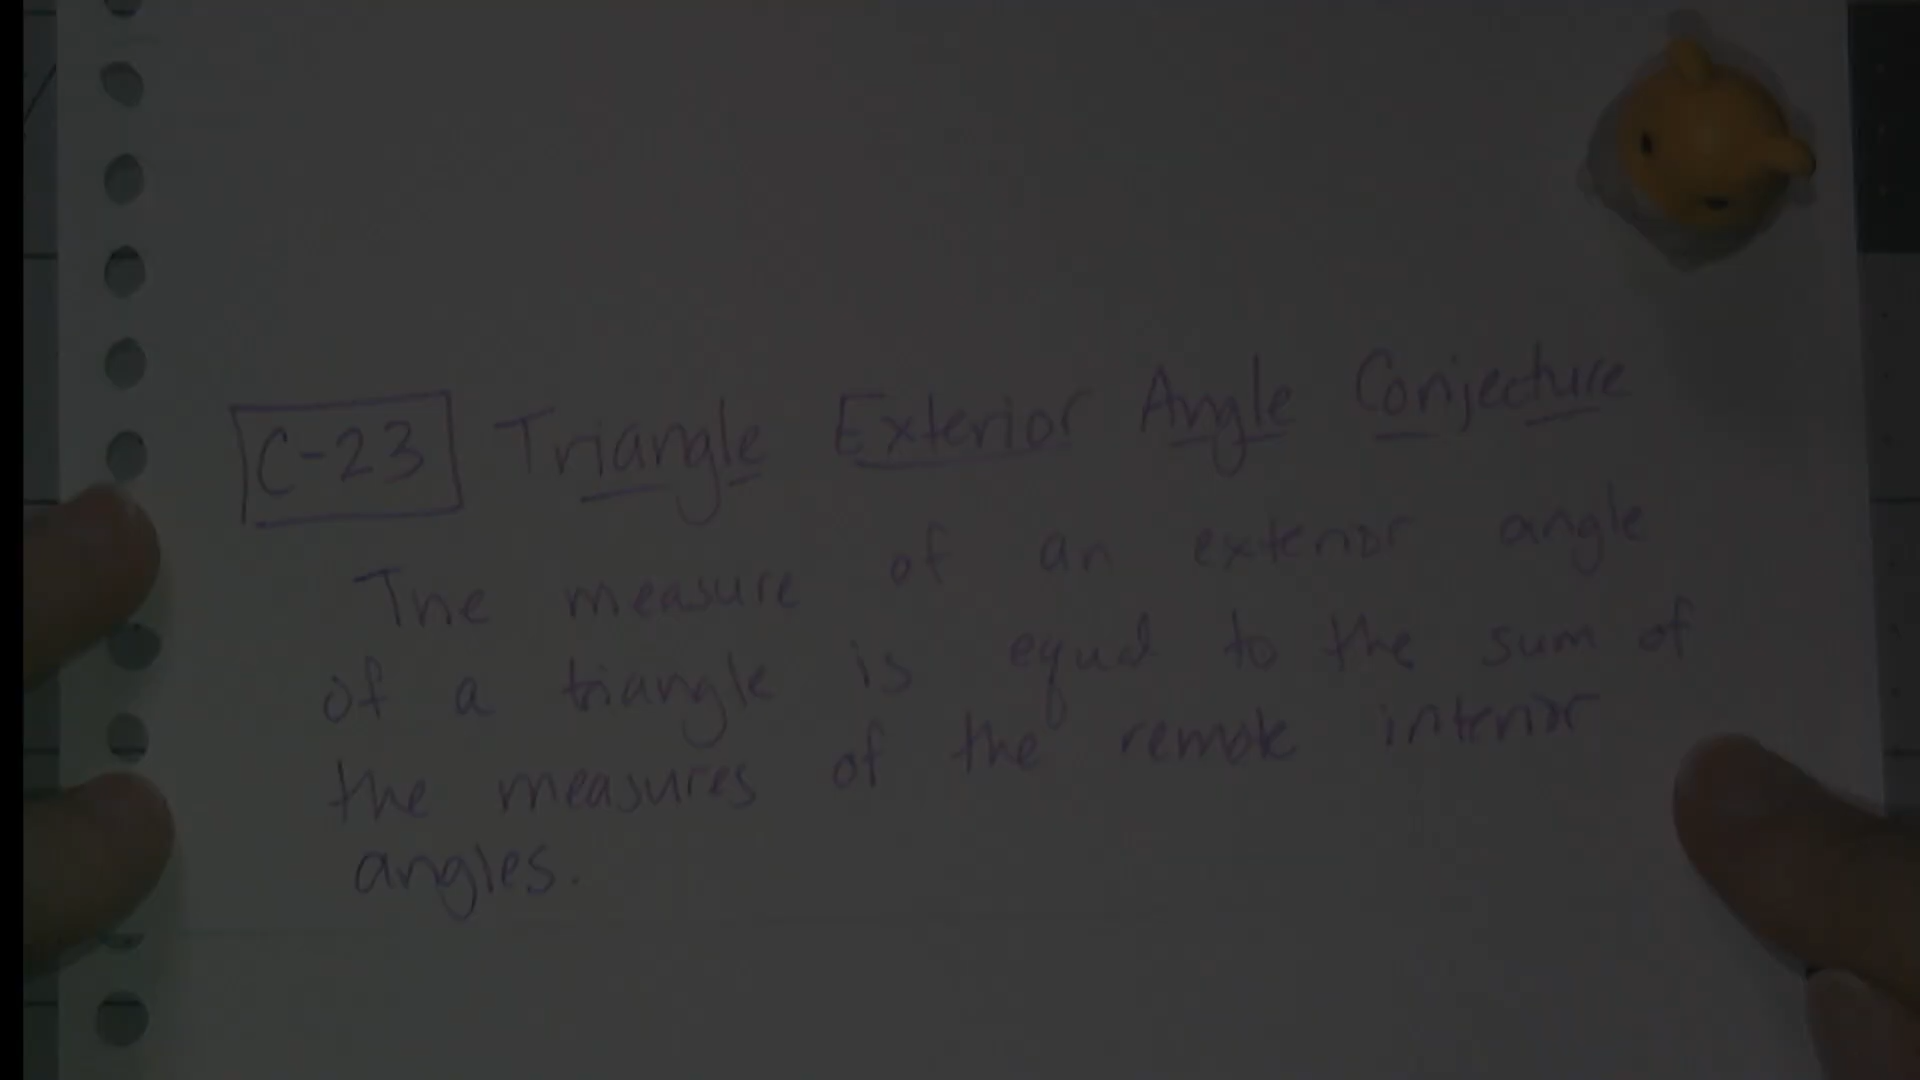 C-23 Triangle Exterior Angle Conjecture
The measure of an exterior angle
of a triangle is equal to the sum of
the measures of the remote interior
angles.